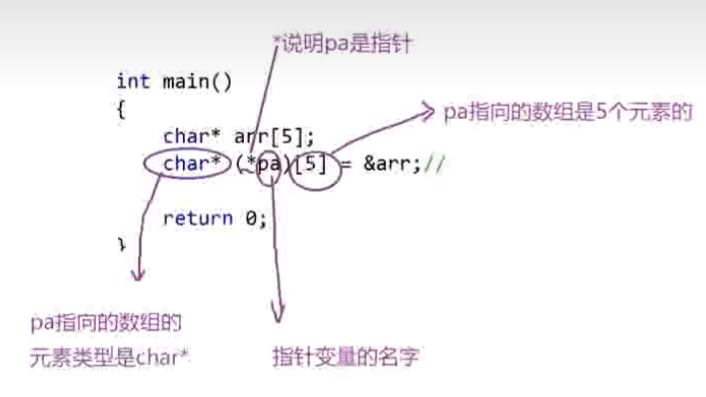 *说明pa是指针
int main()
{
pa指向的数组是5个元素的
char* arr[5];
char* (*pa)[5] = &arr;//
return 0;
}
pa指向的数组的
元素类型是char*
指针变量的名字